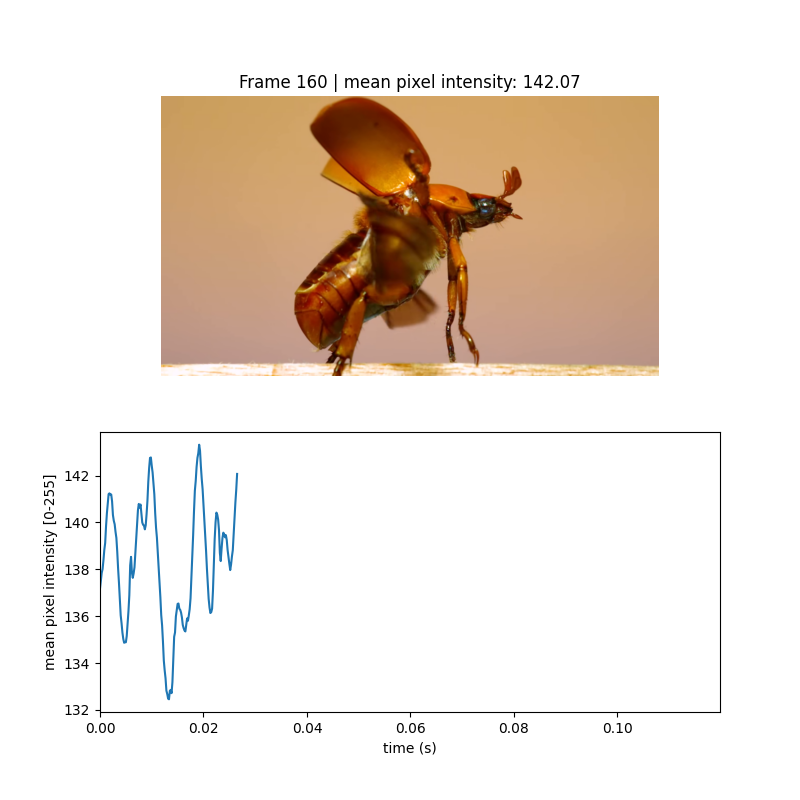 Frame 160 | mean pixel intensity: 142.07
mean pixel intensity [0-255]
142
140
138
136
134
132
0.00 0.02 0.04 0.06 0.08 0.10
time (s)